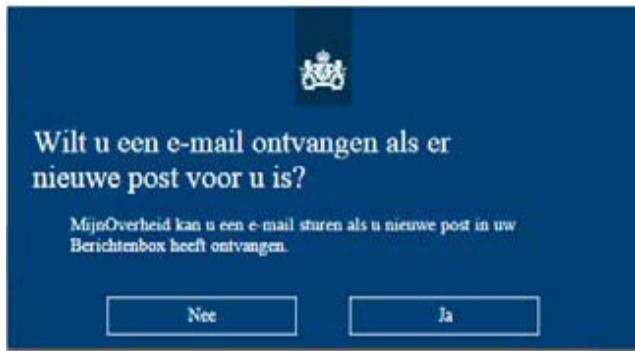 Wilt u een e-mail ontvangen als er
nieuwe post voor u is?
MijnOverheid kan u een e-mail sturen als u nieuwe post in uw
Berichtenbox heeft ontvangen.
Nee
Ja